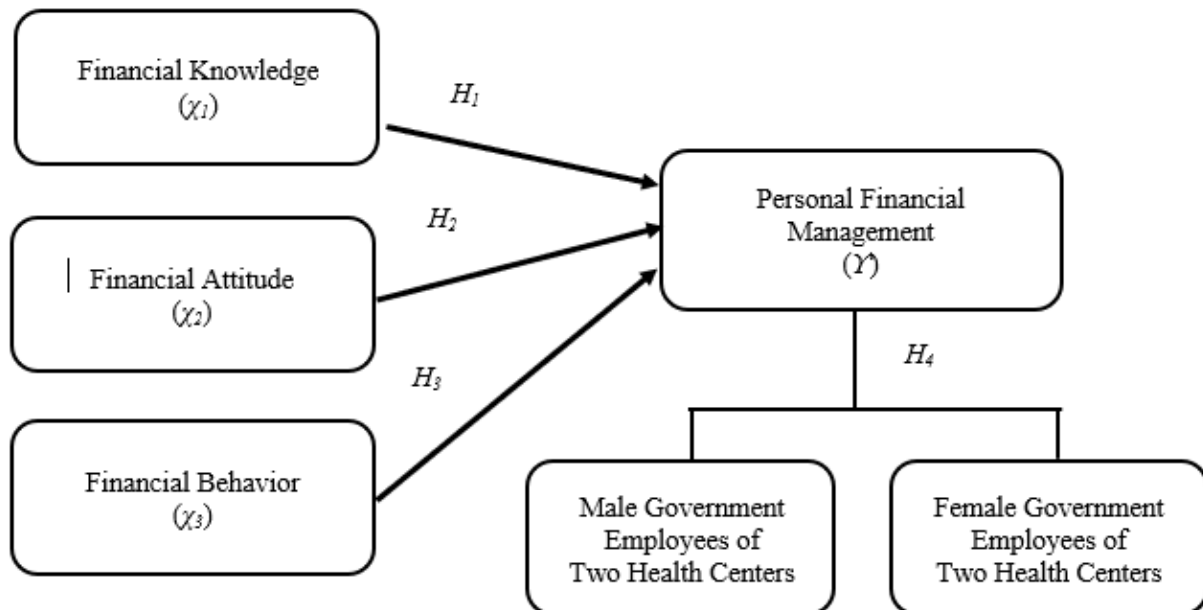 Financial Knowledge
(χ1)
H1
Financial Attitude
(χ2)
H2
Financial Behavior
(χ3)
H3
Personal Financial
Management
(Y)
H4
Male Government
Employees of
Two Health Centers
Female Government
Employees of
Two Health Centers